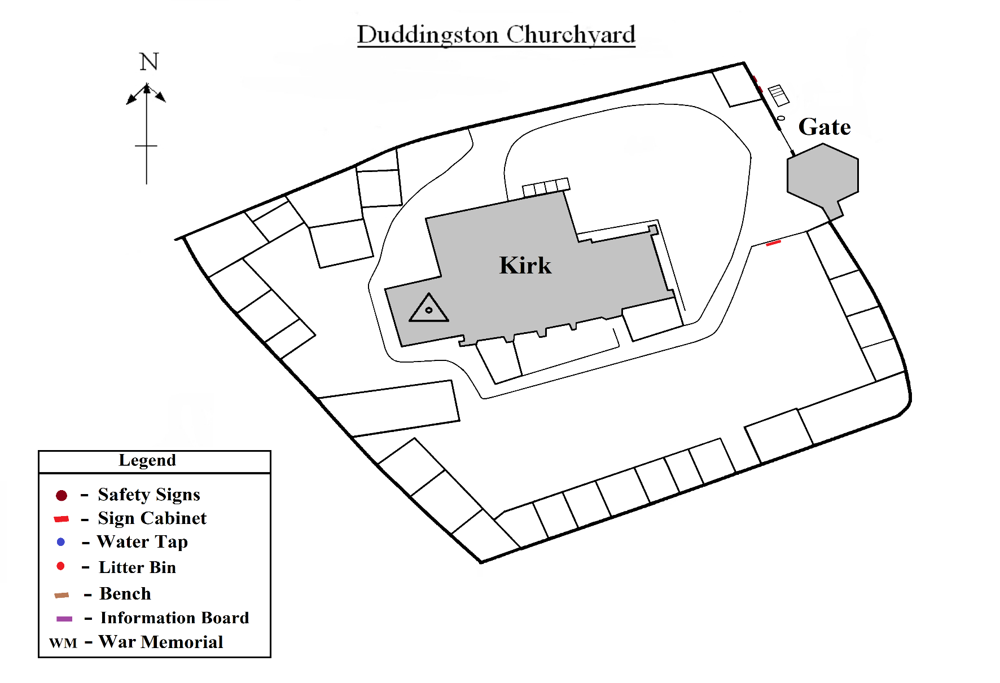 Duddingston Churchyard
N
Gate
Kirk
Legend
- Safety Signs
- Sign Cabinet
- Water Tap
- Litter Bin
- Bench
- Information Board
WM - War Memorial